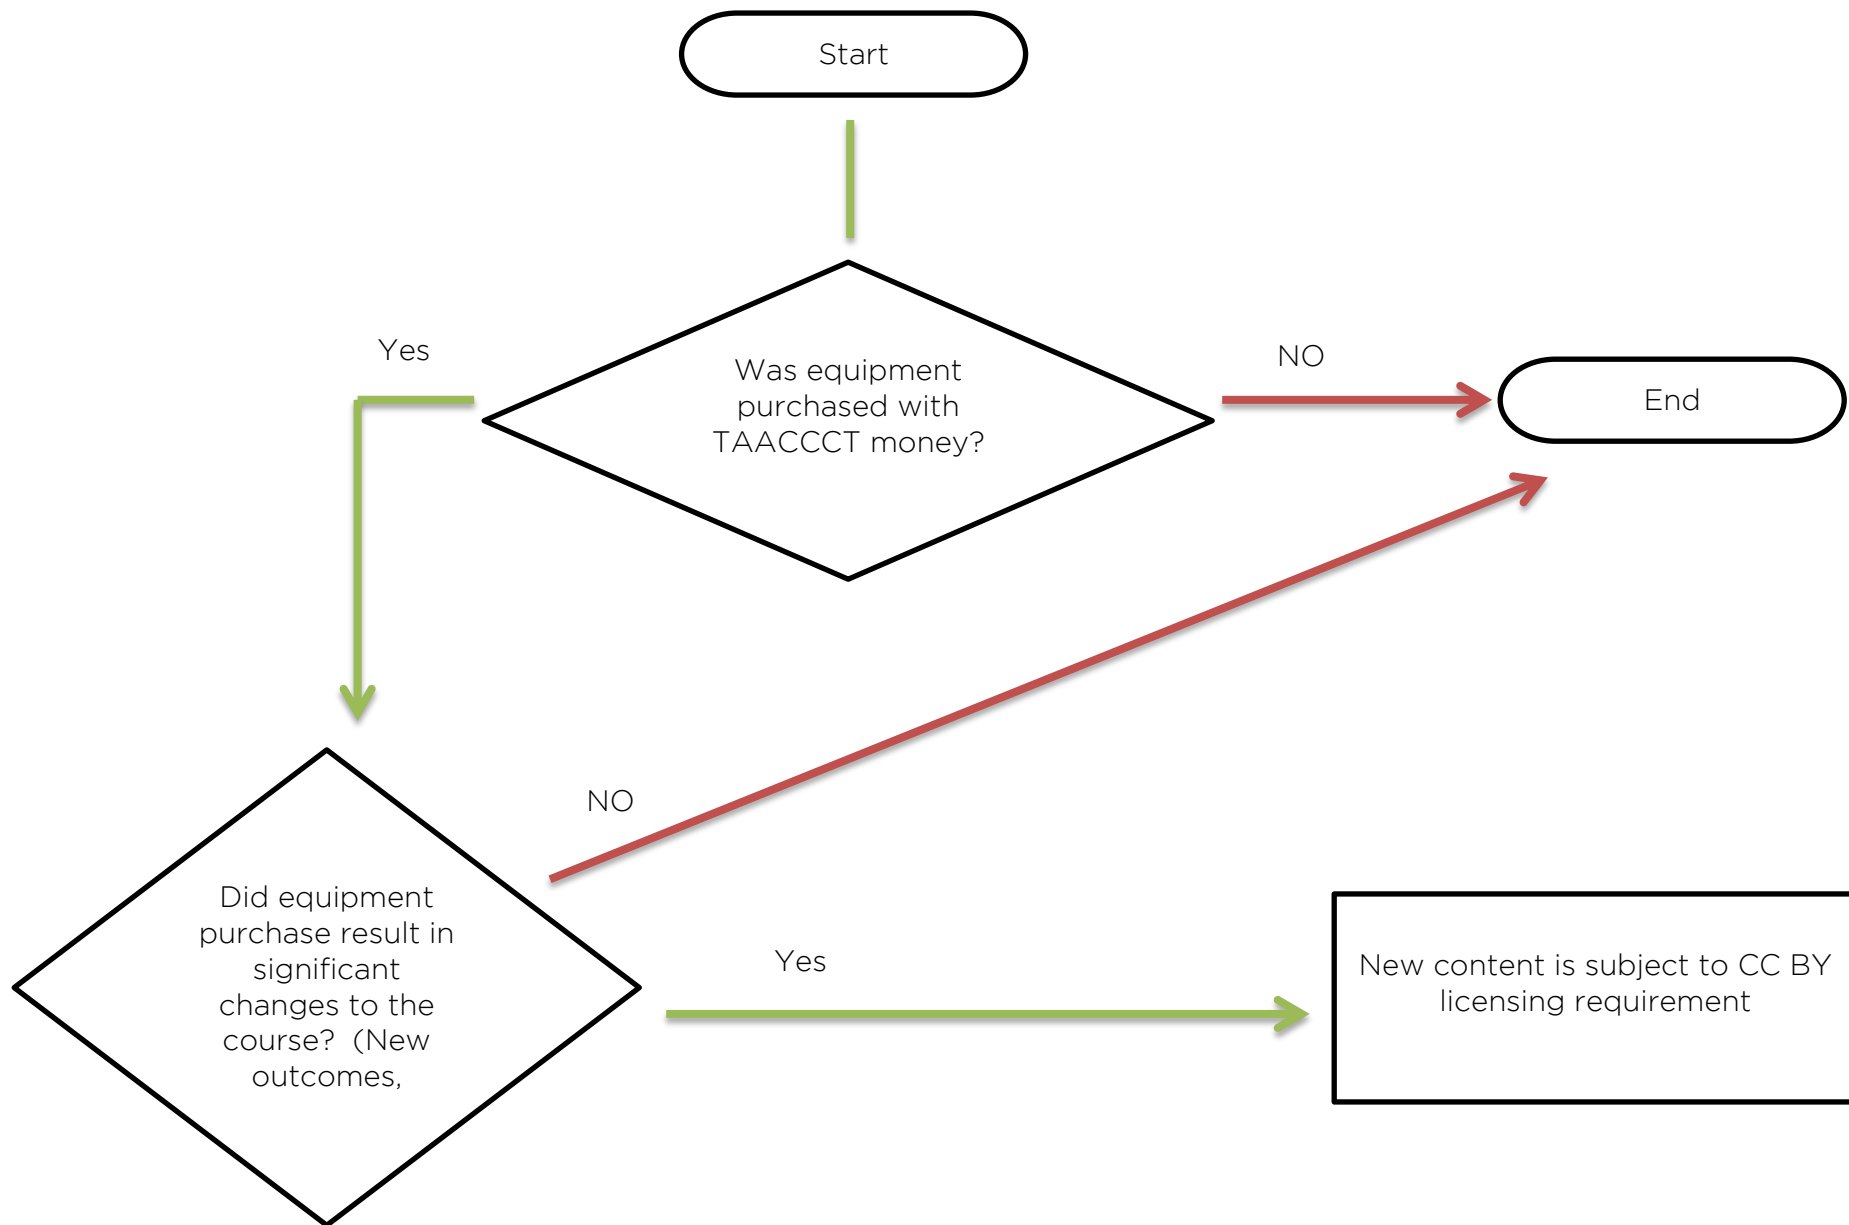 Start
Yes
Was equipment
purchased with
TAACCCT money?
NO
End
NO
Did equipment
purchase result in
significant
changes to the
course?  (New
outcomes,
Yes
New content is subject to CC BY
licensing requirement